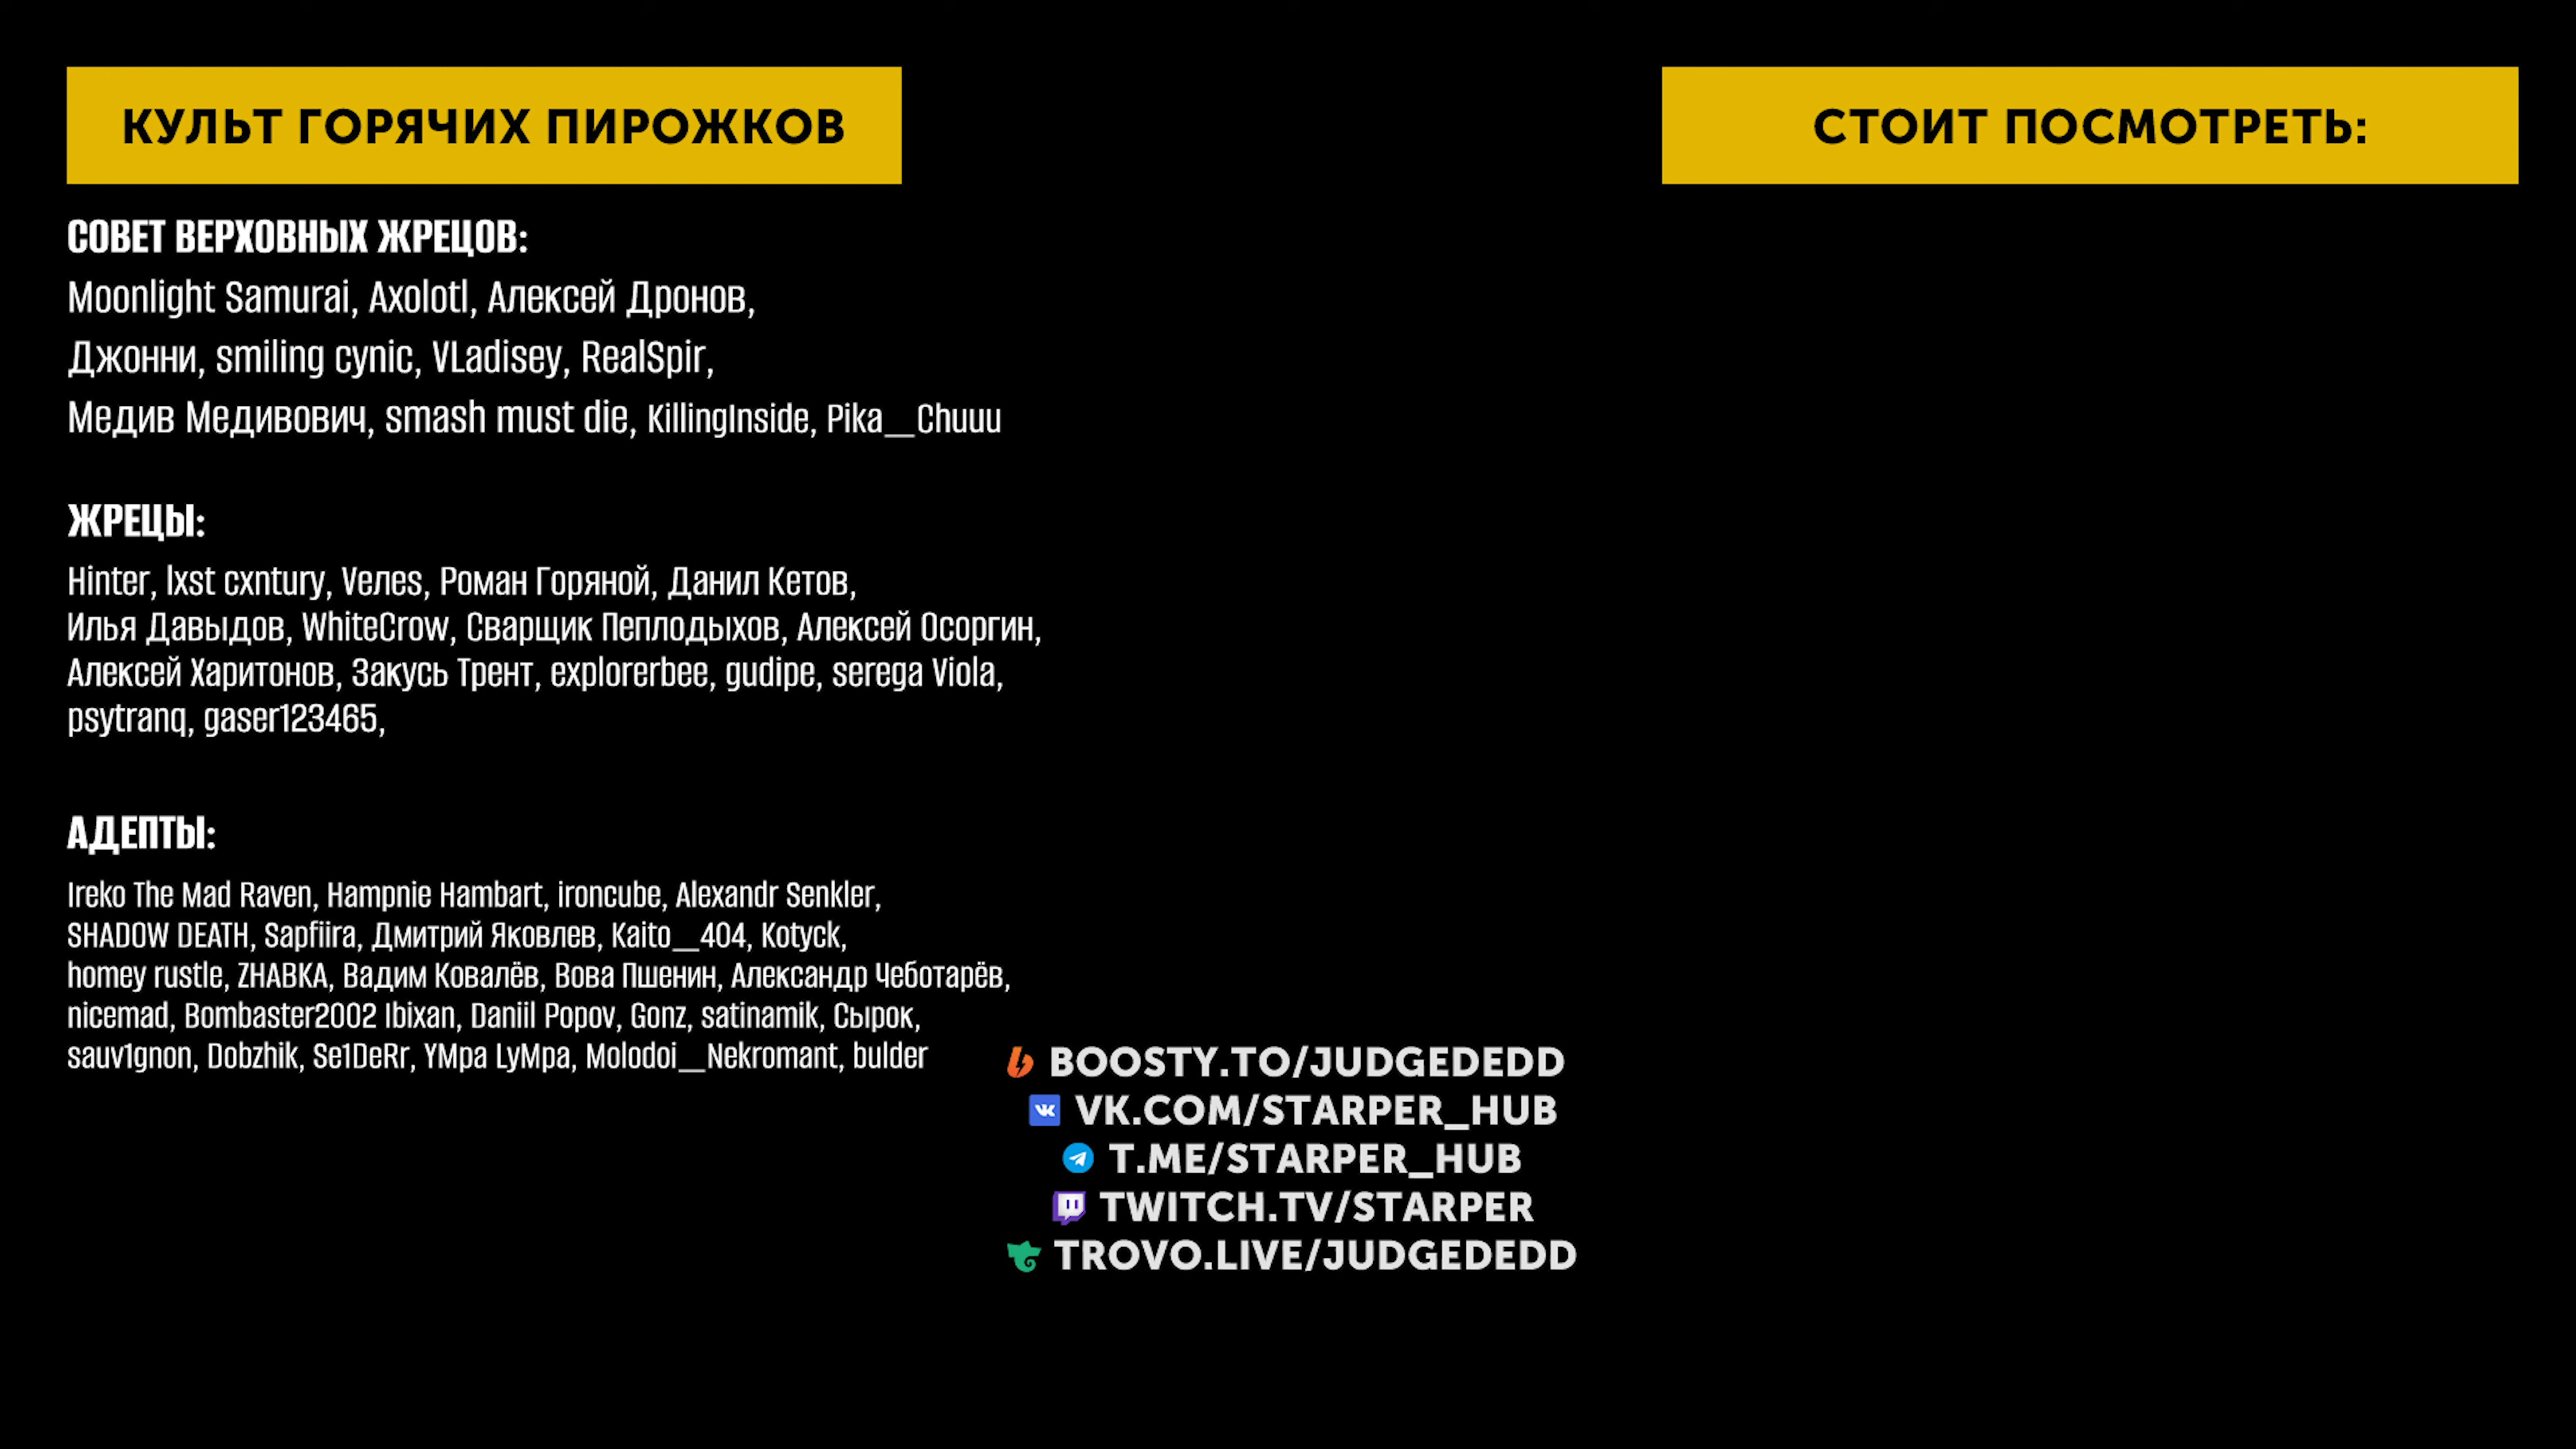 КУЛЬТ ГОРЯЧИХ ПИРОЖКОВ
СТОИТ ПОСМОТРЕТЬ:
СОВЕТ ВЕРХОВНЫХ ЖРЕЦОВ:
Moonlight Samurai, Axolotl, Алексей Дронов,
Джонни, smiling cynic, VLadisey, RealSpir,
Медив Медивович, smash must die, KillingInside, Pika__Chuuu
ЖРЕЦЫ:
Hinter, lxst cxntury, Vелеs, Роман Горяной, Данил Кетов,
Илья Давыдов, WhiteCrow, Сварщик Пеплодыхов, Алексей Осоргин,
Алексей Харитонов, Закусь Трент, explorerbee, gudipe, serega Viola,
psytranq, gaser123465,
АДЕПТЫ:
Ireko The Mad Raven, Hampnie Hambart, ironcube, Alexandr Senkler,
SHADOW DEATH, Sapfiira, Дмитрий Яковлев, Kaito__404, Kotyck,
homey rustle, ZHABKA, Вадим Ковалёв, Вова Пшенин, Александр Чеботарёв,
nicemad, Bombaster2002 Ibixan, Daniil Popov, Gonz, satinamik, Сырок,
sauv1gnon, Dobzhik, Se1DeRr, YMpa LyMpa, Molodoi__Nekromant, bulder
BOOSTY.TO/JUDGEDEDD
VK.COM/STARPER_HUB
T.ME/STARPER_HUB
TWITCH.TV/STARPER
TROVO.LIVE/JUDGEDEDD